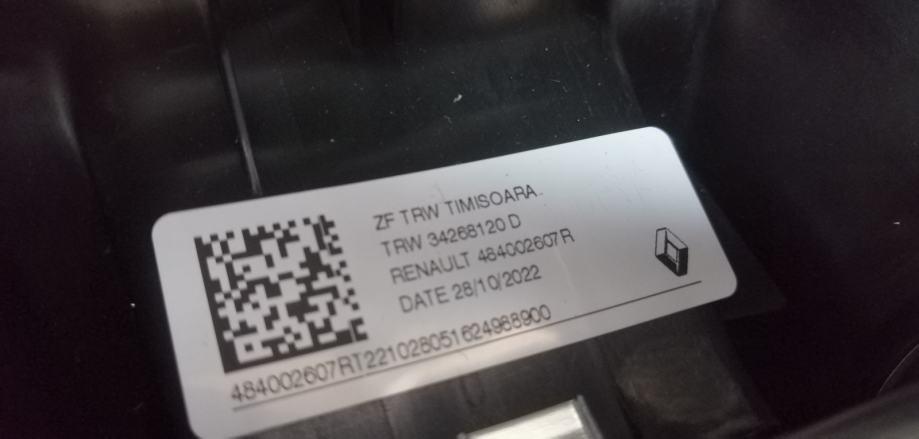 ZF TRW TIMISOARA
TRW 34268120 D
RENAULT 484002607R
DATE 28/10/2022
484002607RT221028051624988900